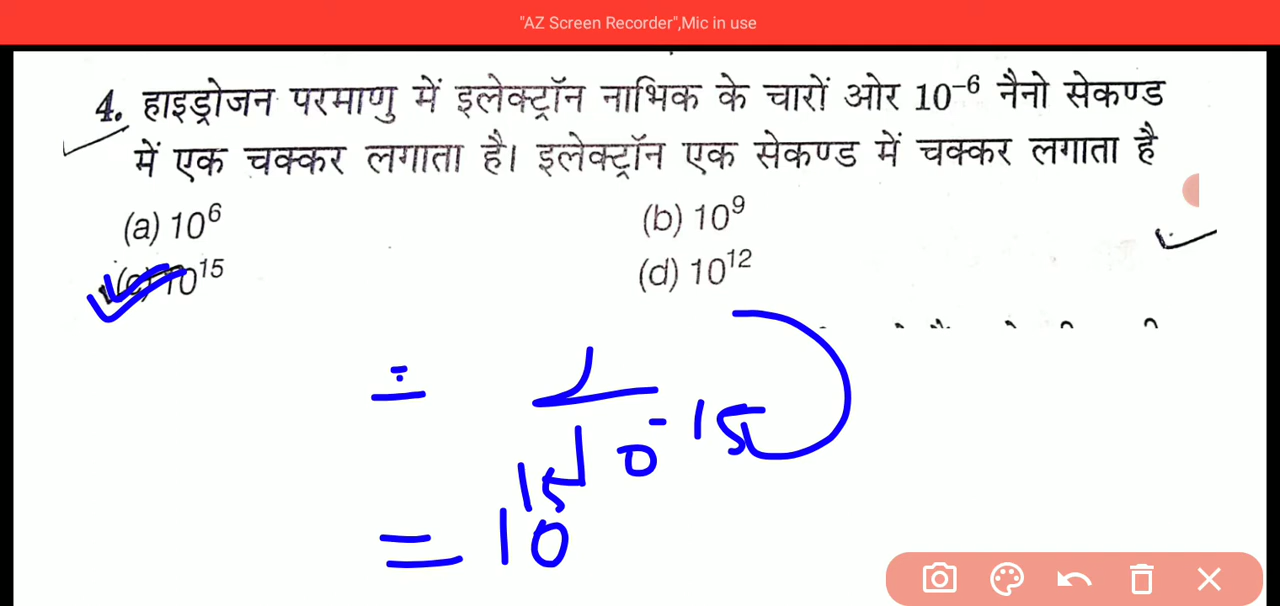 "AZ Screen Recorder",Mic in use
4. हाइड्रोजन परमाणु में इलेक्ट्रॉन नाभिक के चारों ओर 10⁻⁶ नैनो सेकण्ड
में एक चक्कर लगाता है। इलेक्ट्रॉन एक सेकण्ड में चक्कर लगाता है
(a) 10⁶ (b) 10⁹
(c) 10¹⁵ (d) 10¹²
= 1/10⁻¹⁵
= 10¹⁵